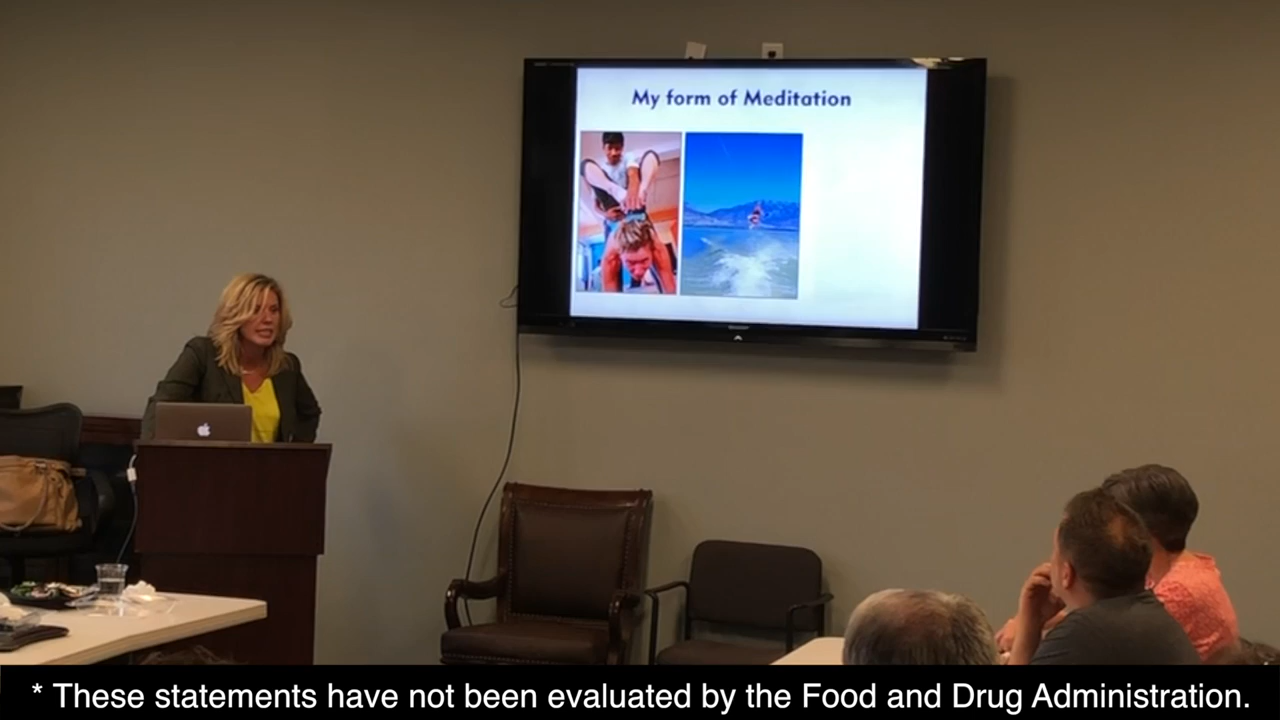 My form of Meditation
* These statements have not been evaluated by the Food and Drug Administration.